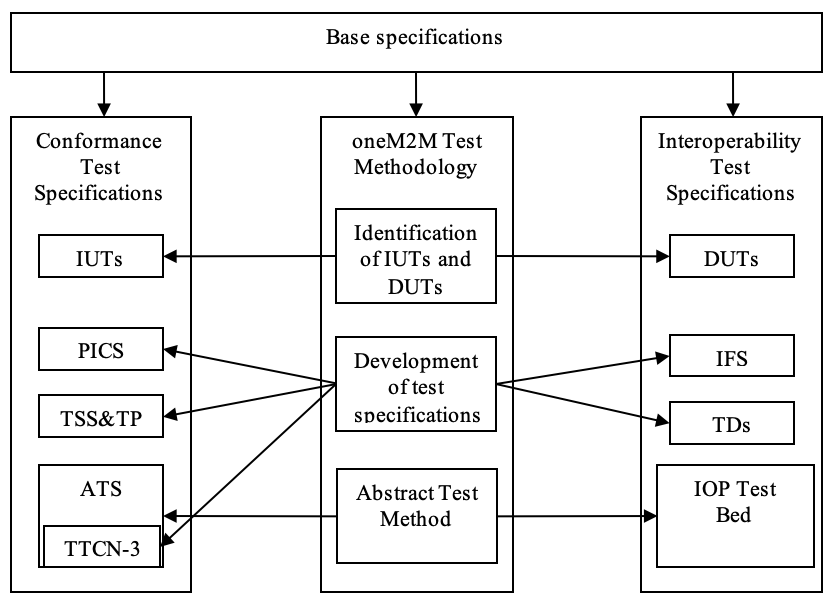 Base specifications
Conformance
Test
Specifications
IUTs
PICS
TSS&TP
ATS
TTCN-3
oneM2M Test
Methodology
Identification
of IUTs and
DUTs
Development
of test
specifications
Abstract Test
Method
Interoperability
Test
Specifications
DUTs
IFS
TDs
IOP Test
Bed